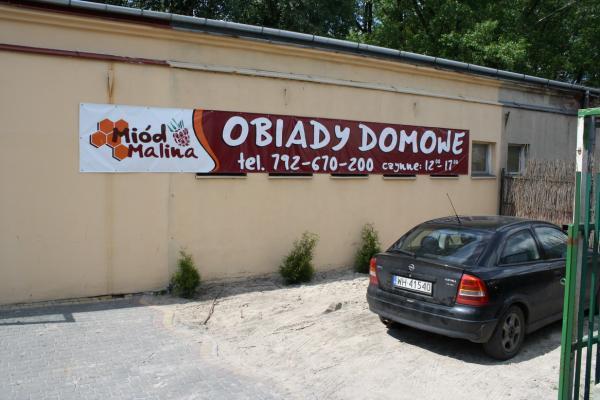 Miód
Malina
OBIADY DOMOWE
tel. 792-670-200 czynne: 12⁰⁰-17⁰⁰
WH 41540